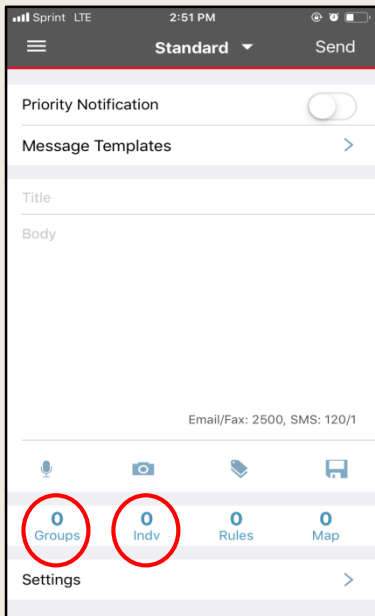 Sprint LTE 2:51 PM
Standard Send
Priority Notification
Message Templates
Title
Body
Email/Fax: 2500, SMS: 120/1
0 0 0 0
Groups Indv Rules Map
Settings